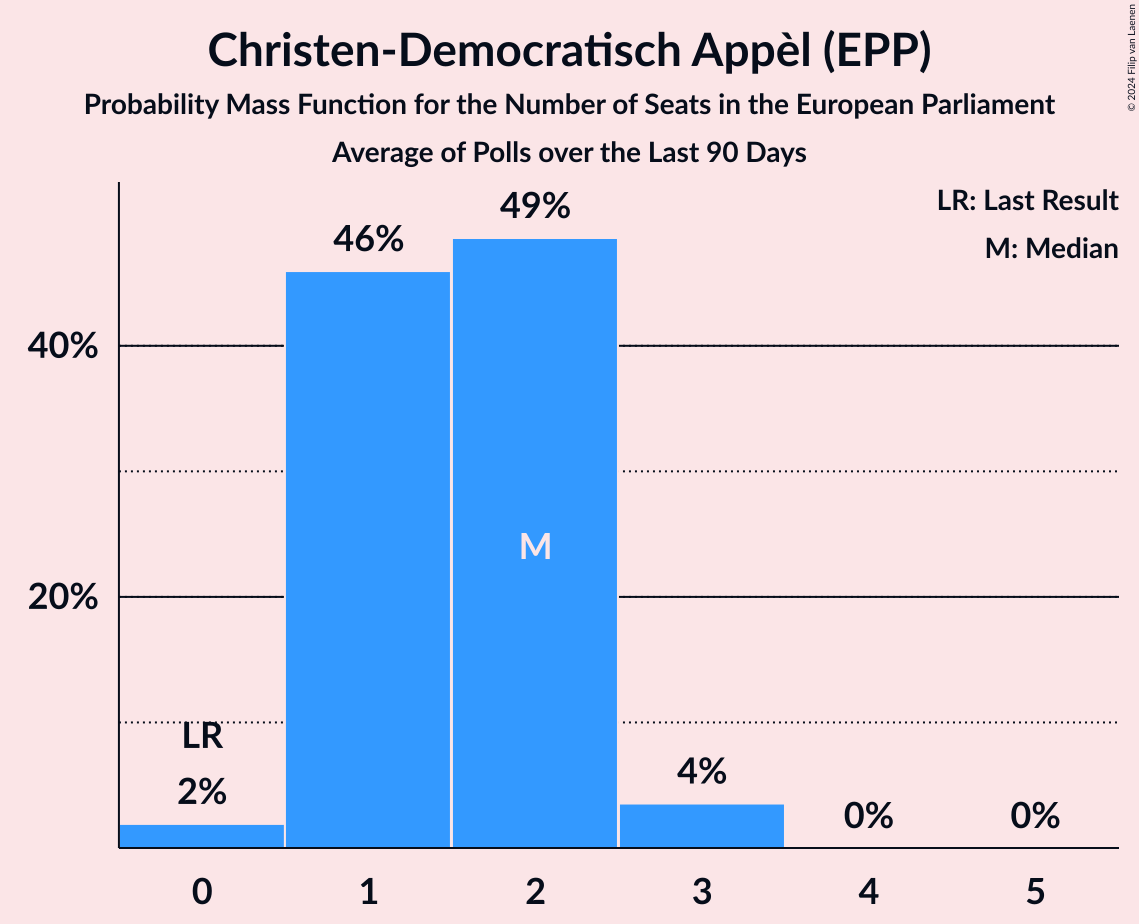 Christen-Democratisch Appèl (EPP)
Probability Mass Function for the Number of Seats in the European Parliament
Average of Polls over the Last 90 Days
© 2024 Filip van Laenen
LR: Last Result
M: Median
49%
46%
40%
M
20%
LR
2%
4%
0%
0%
0 1 2 3 4 5